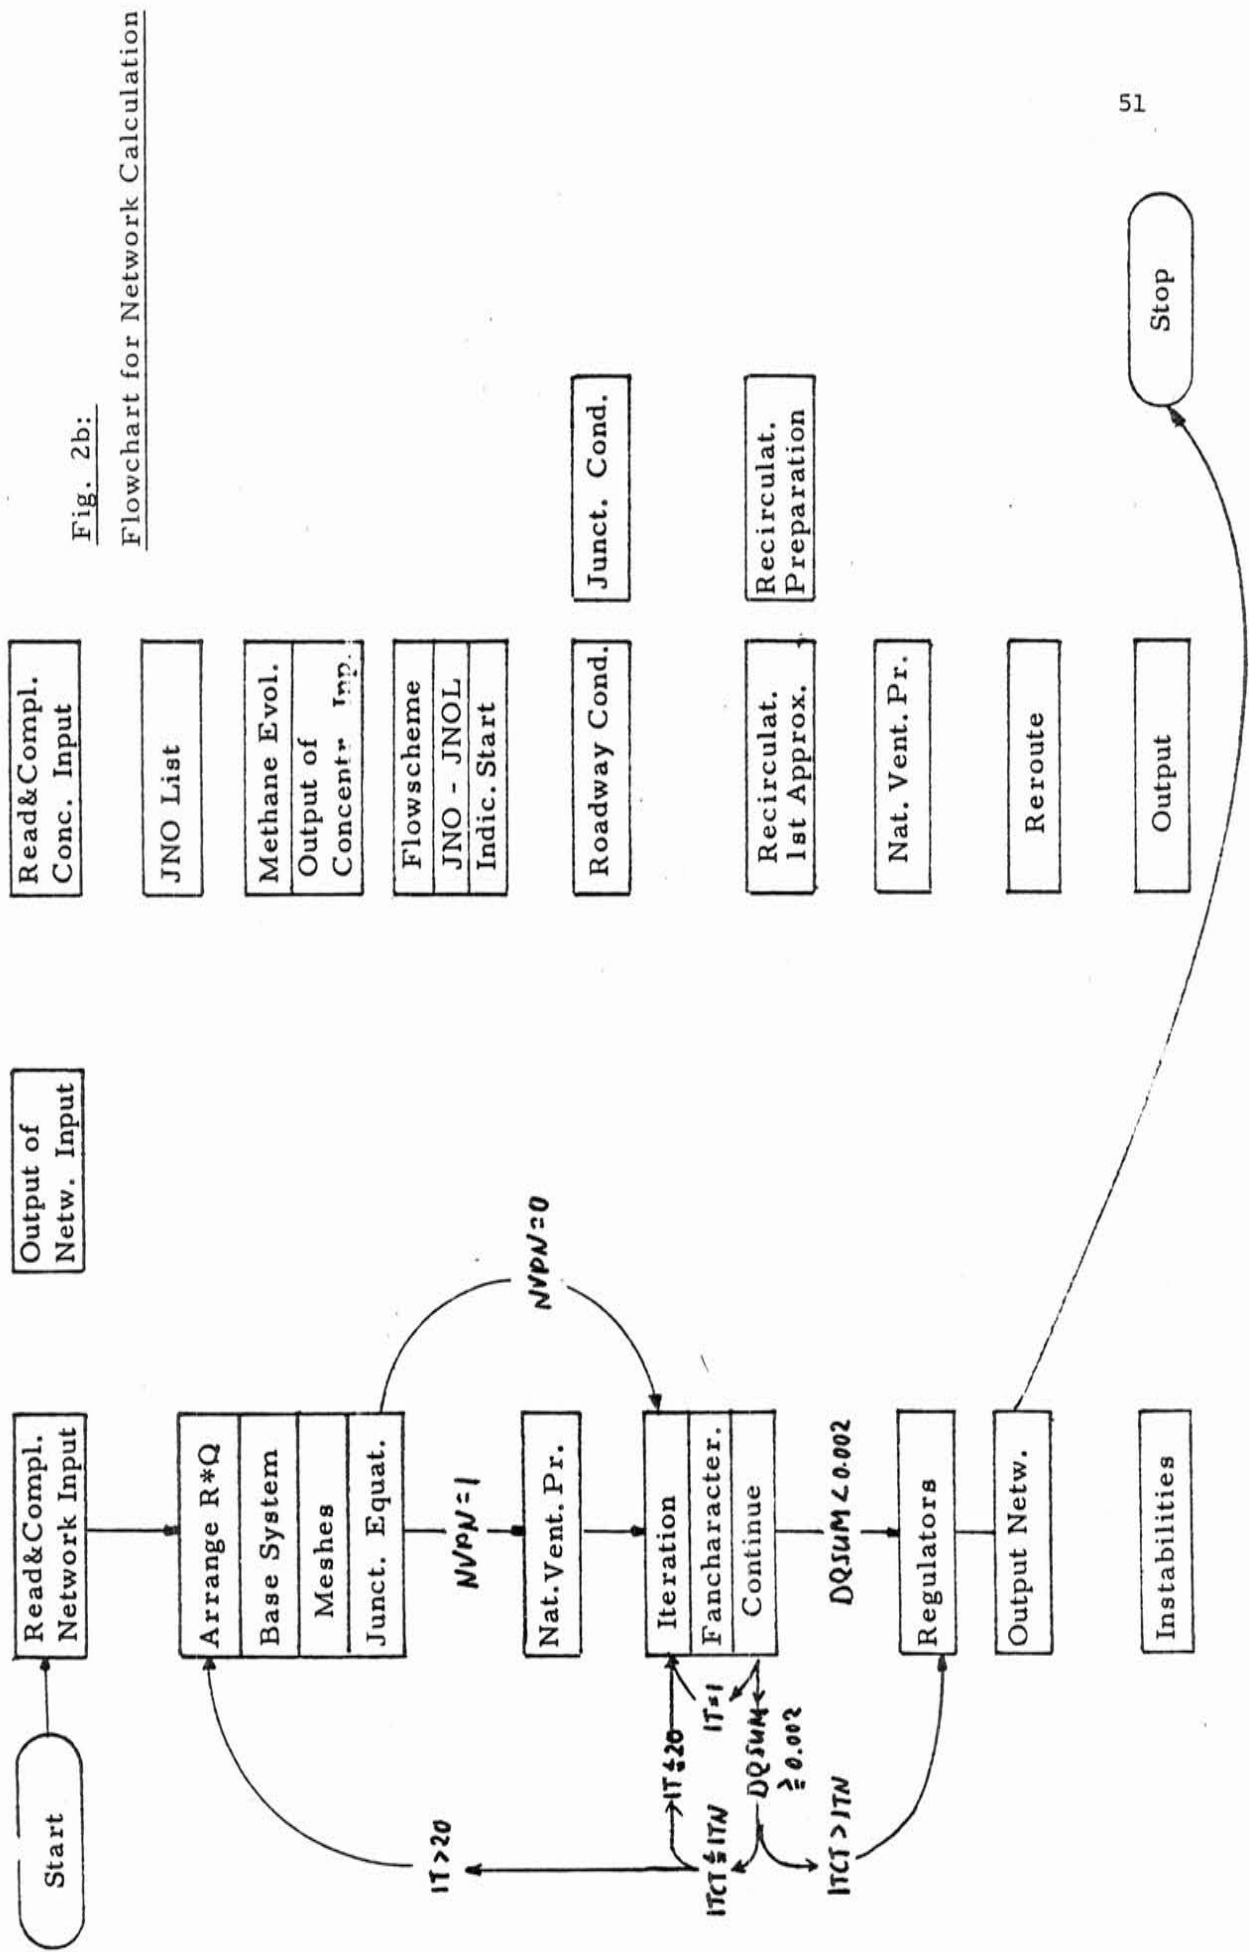 51
Fig. 2b:
Flowchart for Network Calculation
Start
Read&Compl.
Network Input
Output of
Netw. Input
Read&Compl.
Conc. Input
Arrange R*Q
Base System
Meshes
Junct. Equat.
JNO List
Methane Evol.
Output of
Concentr. Inp.
Flowscheme
JNO - JNOL
Indic. Start
IT > 20
NVPN = 1
NVPN = 0
Nat. Vent. Pr.
Roadway Cond.
Junct. Cond.
Iteration
Fancharacter.
Continue
IT ≤ 20
IT = 1
DQSUM
≥ 0.002
ITCT ≤ ITN
ITCT > ITN
DQSUM < 0.002
Recirculat.
1st Approx.
Recirculat.
Preparation
Nat. Vent. Pr.
Regulators
Output Netw.
Reroute
Instabilities
Output
Stop